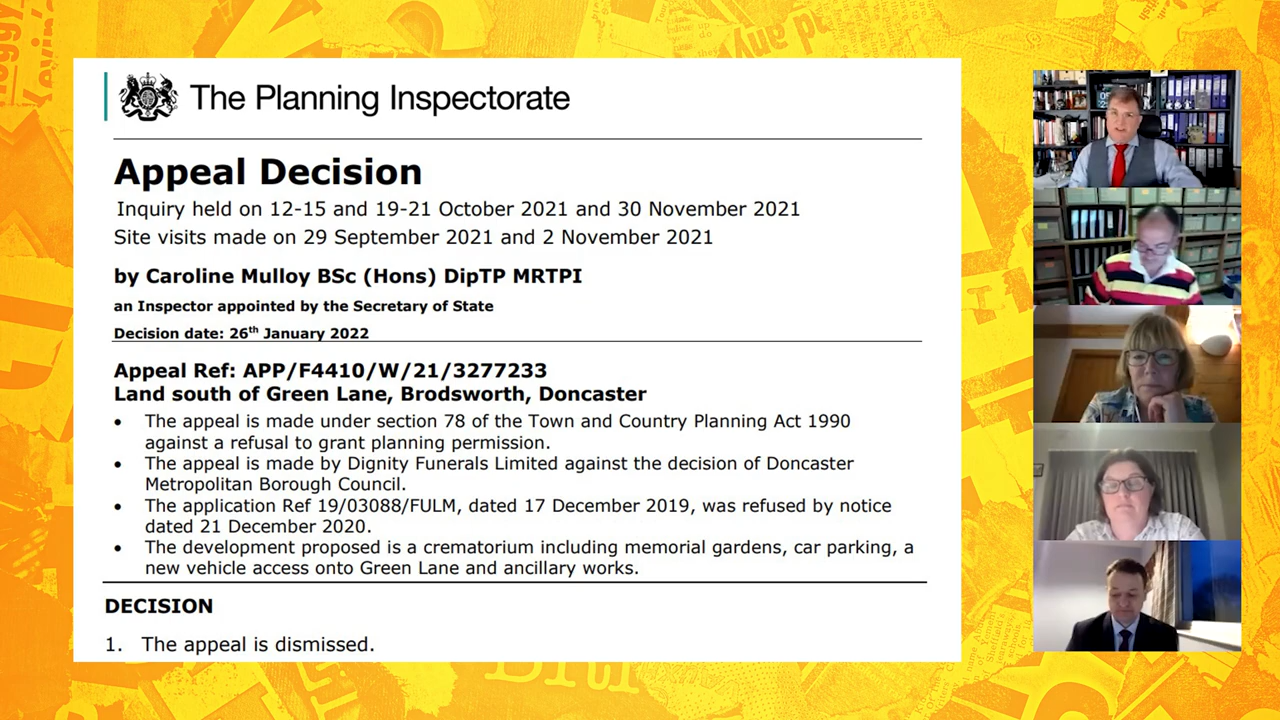 The Planning Inspectorate
Appeal Decision
Inquiry held on 12-15 and 19-21 October 2021 and 30 November 2021
Site visits made on 29 September 2021 and 2 November 2021
by Caroline Mulloy BSc (Hons) DipTP MRTPI
an Inspector appointed by the Secretary of State
Decision date: 26th January 2022
Appeal Ref: APP/F4410/W/21/3277233
Land south of Green Lane, Brodsworth, Doncaster
• The appeal is made under section 78 of the Town and Country Planning Act 1990
against a refusal to grant planning permission.
• The appeal is made by Dignity Funerals Limited against the decision of Doncaster
Metropolitan Borough Council.
• The application Ref 19/03088/FULM, dated 17 December 2019, was refused by notice
dated 21 December 2020.
• The development proposed is a crematorium including memorial gardens, car parking, a
new vehicle access onto Green Lane and ancillary works.
DECISION
1. The appeal is dismissed.